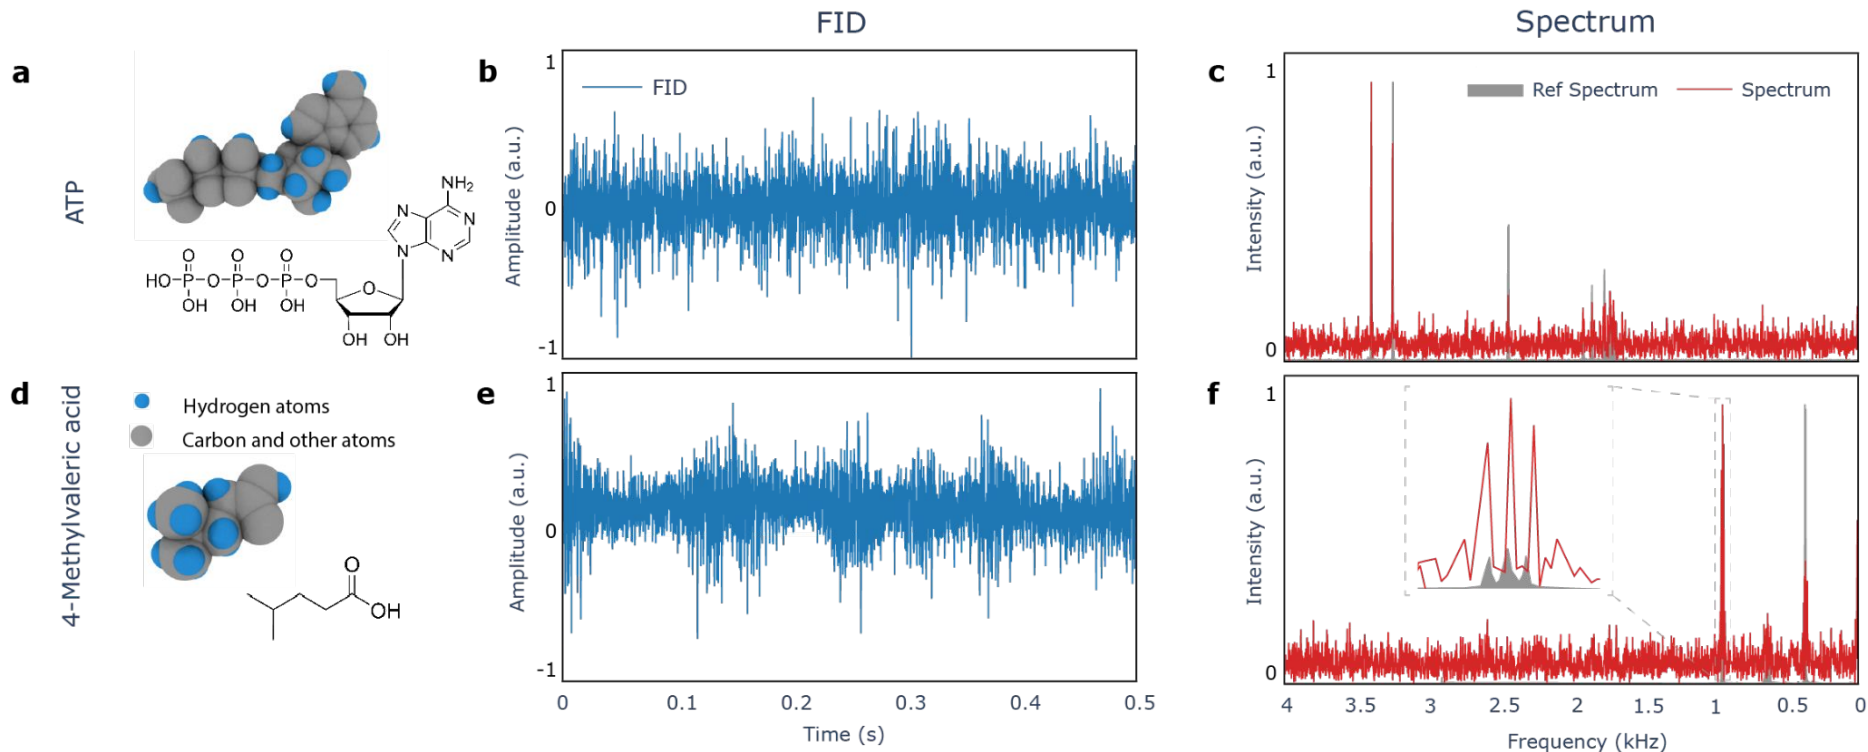 FID
Spectrum
a
ATP
NH₂
N
N
N
N
O
O
O
HO
P
O
P
O
P
O
O
OH
OH
OH
OH
OH
b
1
0
-1
Amplitude (a.u.)
FID
c
1
0
Intensity (a.u.)
Ref Spectrum
Spectrum
d
4-Methylvaleric acid
Hydrogen atoms
Carbon and other atoms
O
OH
e
1
0
-1
Amplitude (a.u.)
0 0.1 0.2 0.3 0.4 0.5
Time (s)
f
1
0
Intensity (a.u.)
4 3.5 3 2.5 2 1.5 1 0.5 0
Frequency (kHz)